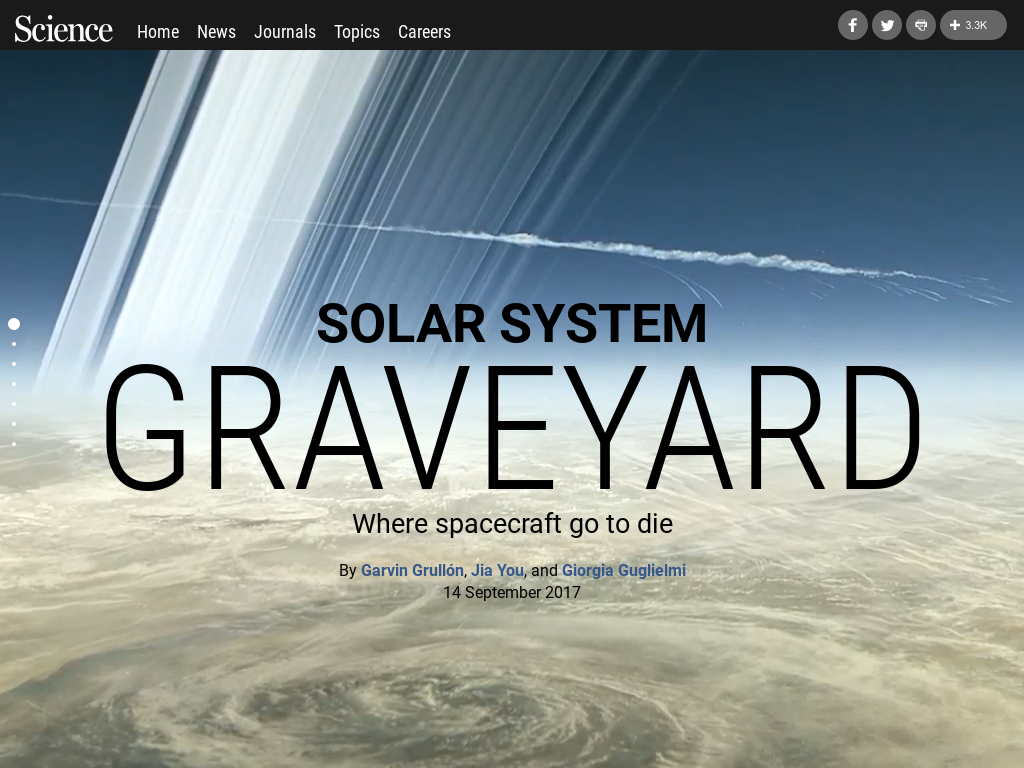 Science Home News Journals Topics Careers 3.3K
SOLAR SYSTEM
GRAVEYARD
Where spacecraft go to die
By Garvin Grullón, Jia You, and Giorgia Guglielmi
14 September 2017